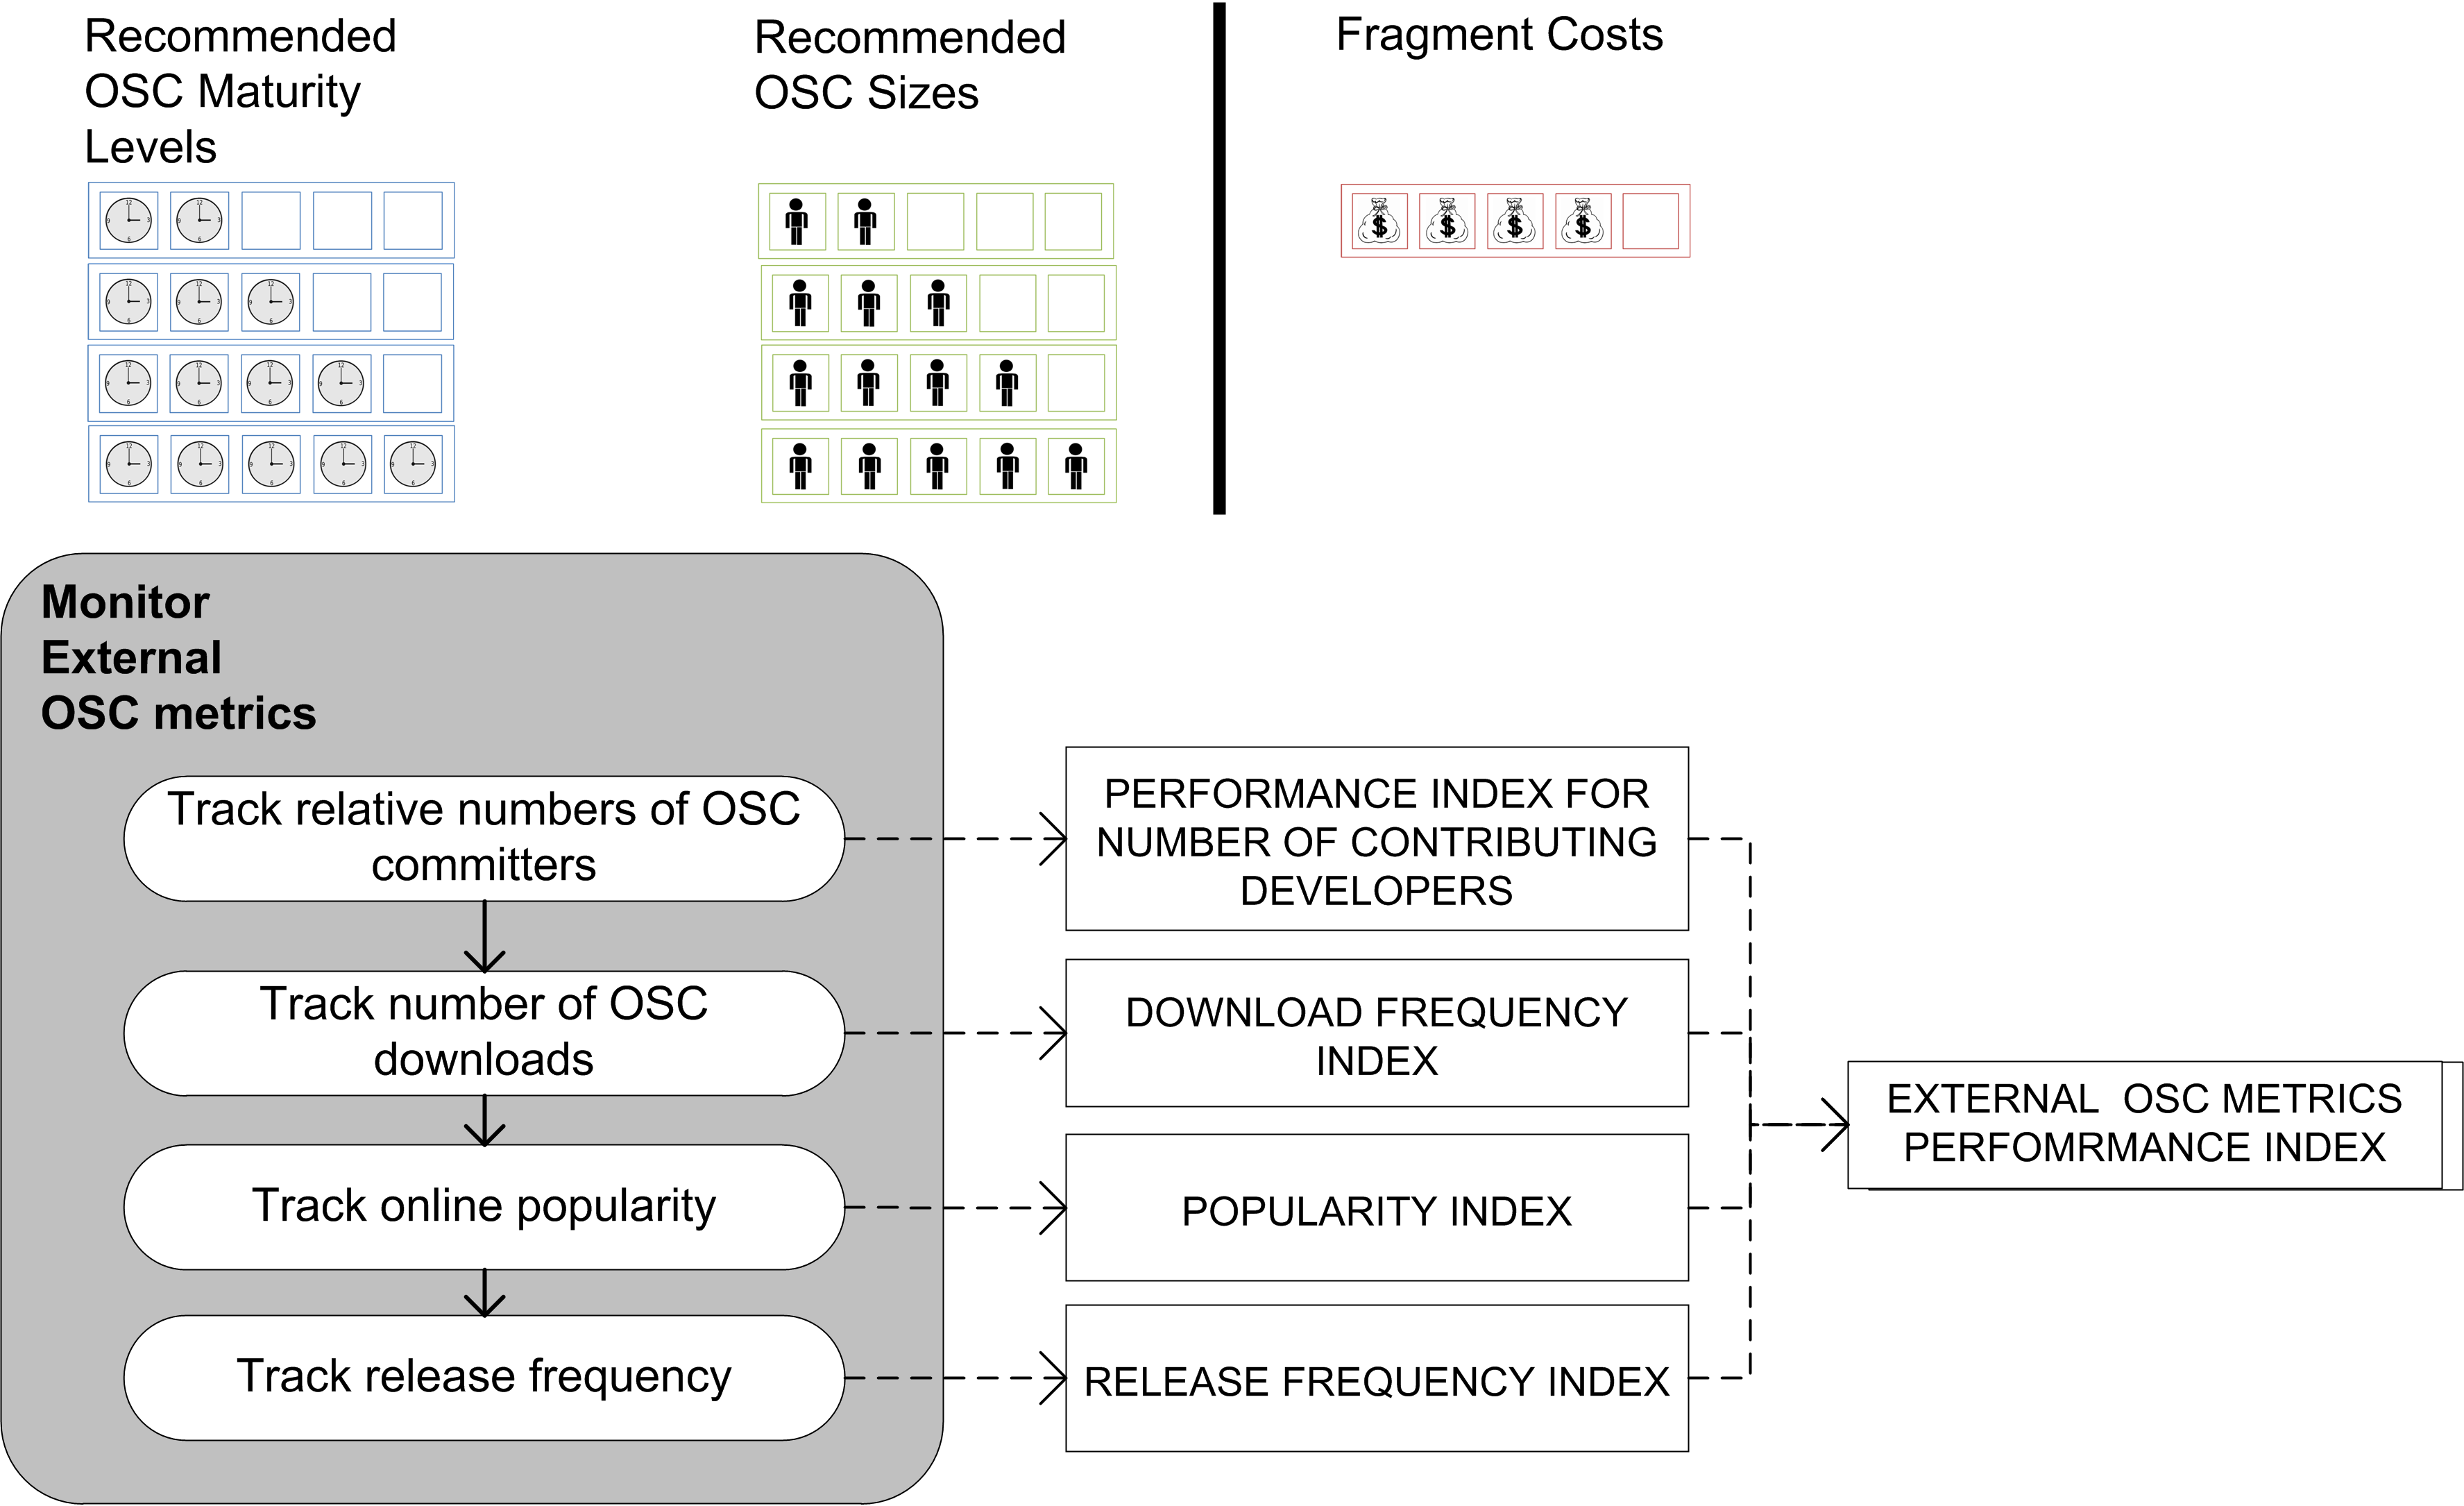 Recommended
OSC Maturity
Levels
Recommended
OSC Sizes
Fragment Costs
Monitor
External
OSC metrics
Track relative numbers of OSC
committers
Track number of OSC
downloads
Track online popularity
Track release frequency
PERFORMANCE INDEX FOR
NUMBER OF CONTRIBUTING
DEVELOPERS
DOWNLOAD FREQUENCY
INDEX
POPULARITY INDEX
RELEASE FREQUENCY INDEX
EXTERNAL OSC METRICS
PERFOMRMANCE INDEX